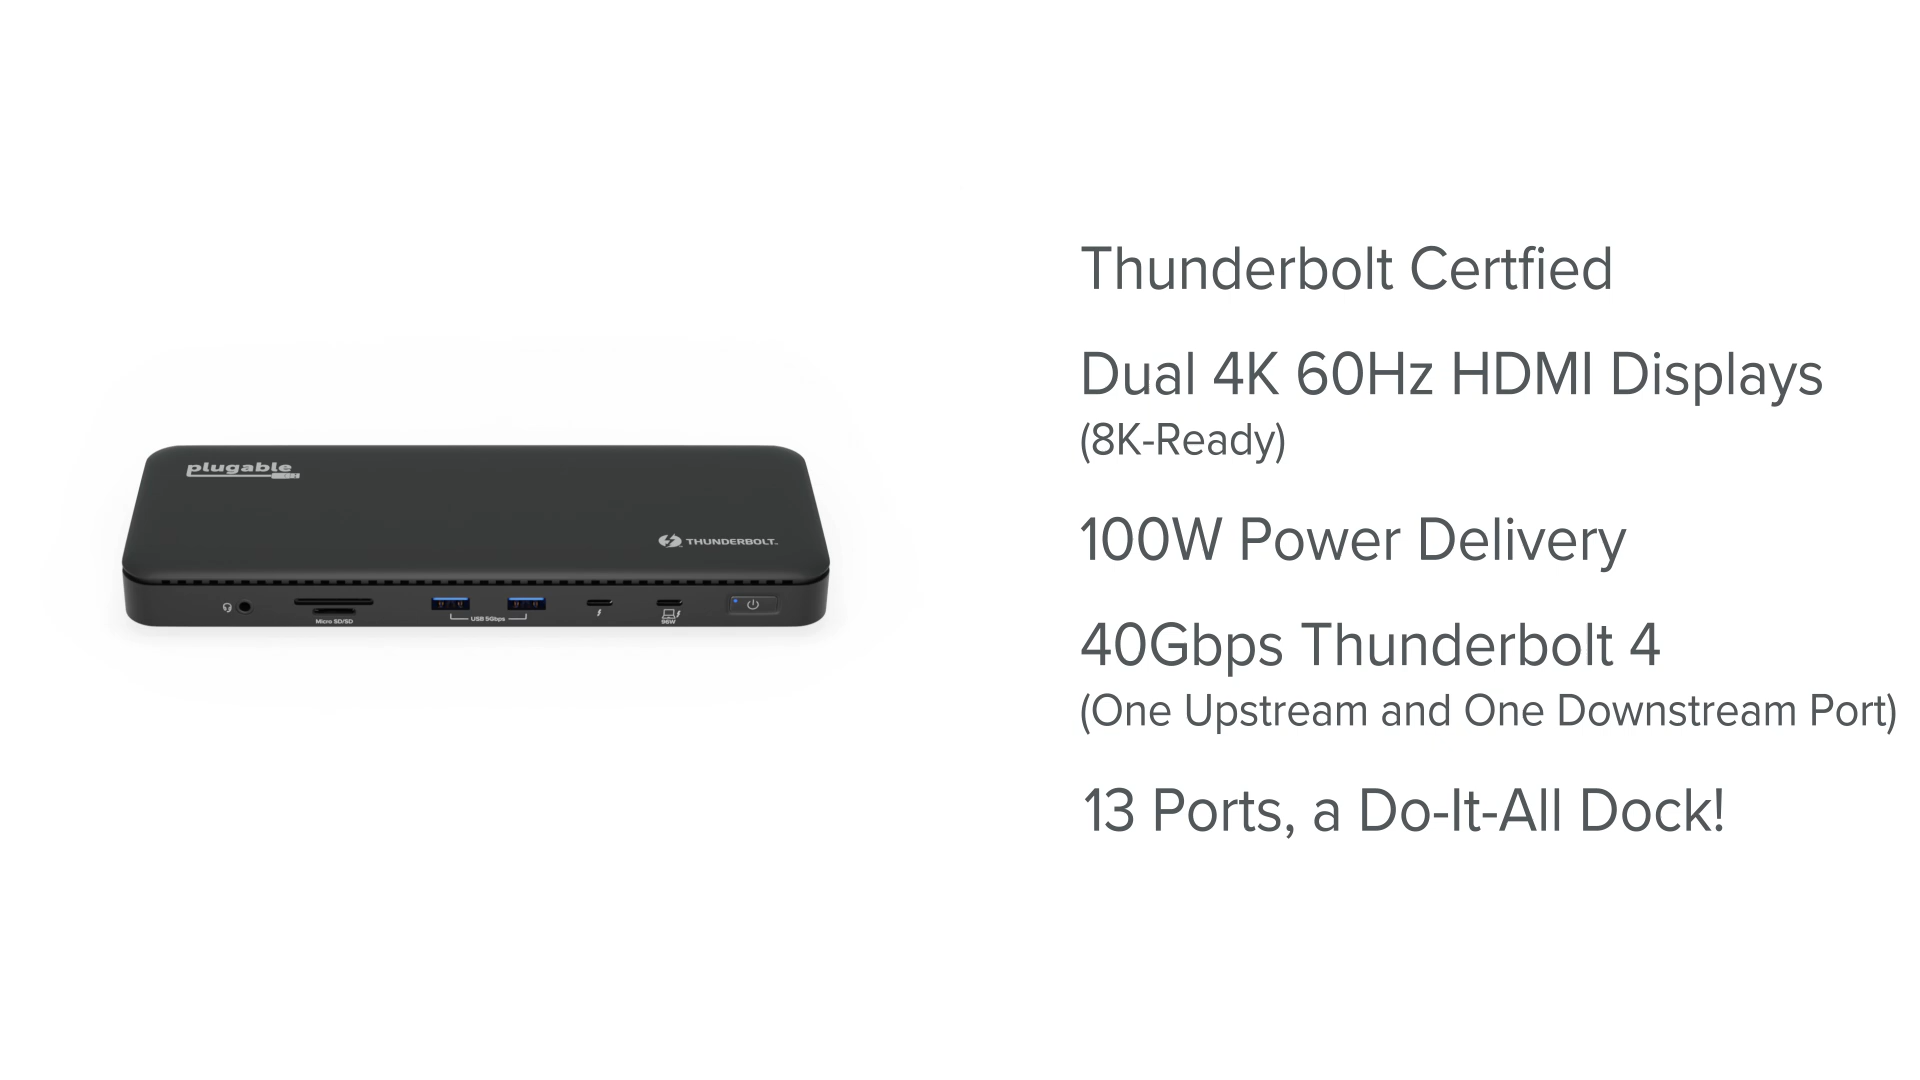 plugable
THUNDERBOLT™
Micro SD/SD
USB 5Gbps
96W
Thunderbolt Certfied
Dual 4K 60Hz HDMI Displays
(8K-Ready)
100W Power Delivery
40Gbps Thunderbolt 4
(One Upstream and One Downstream Port)
13 Ports, a Do-It-All Dock!